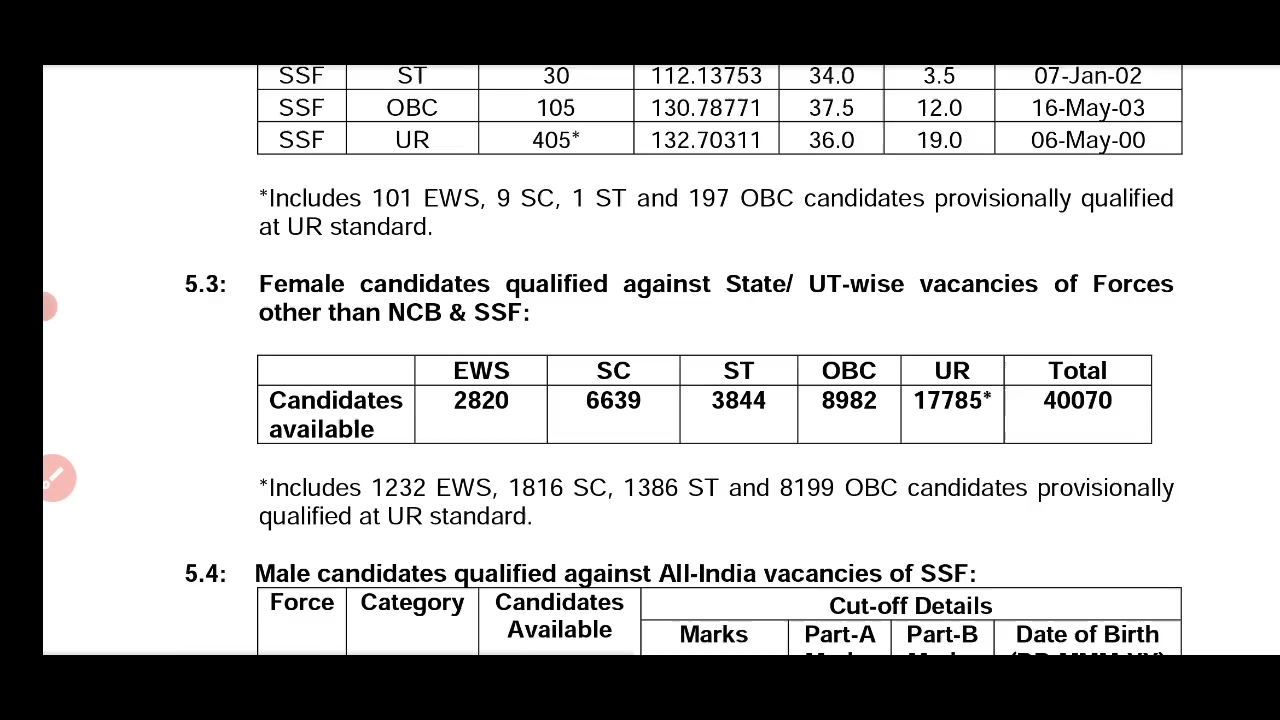 SSF ST 30 112.13753 34.0 3.5 07-Jan-02
SSF OBC 105 130.78771 37.5 12.0 16-May-03
SSF UR 405* 132.70311 36.0 19.0 06-May-00
*Includes 101 EWS, 9 SC, 1 ST and 197 OBC candidates provisionally qualified
at UR standard.
5.3: Female candidates qualified against State/ UT-wise vacancies of Forces
other than NCB & SSF:
EWS SC ST OBC UR Total
Candidates 2820 6639 3844 8982 17785* 40070
available
*Includes 1232 EWS, 1816 SC, 1386 ST and 8199 OBC candidates provisionally
qualified at UR standard.
5.4: Male candidates qualified against All-India vacancies of SSF:
Force Category Candidates Cut-off Details
Available Marks Part-A Part-B Date of Birth